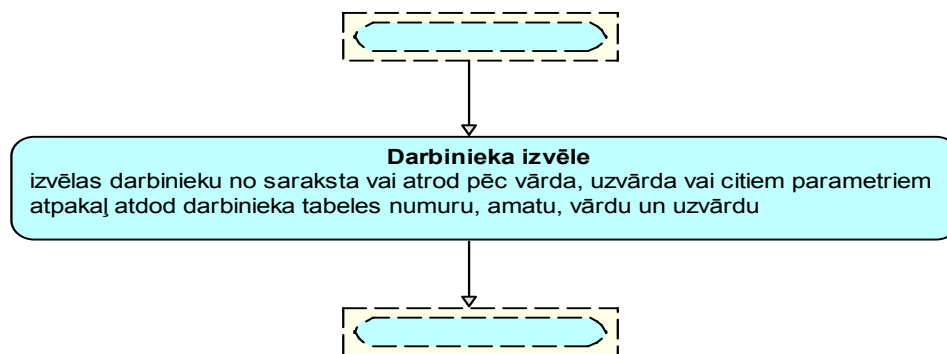 Darbinieka izvēle
izvēlas darbinieku no saraksta vai atrod pēc vārda, uzvārda vai citiem parametriem
atpakaļ atdod darbinieka tabeles numuru, amatu, vārdu un uzvārdu